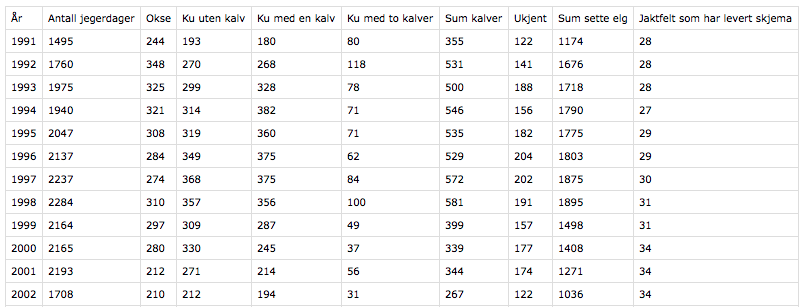 År Antall jegerdager Okse Ku uten kalv Ku med en kalv Ku med to kalver Sum kalver Ukjent Sum sette elg Jaktfelt som har levert skjema
1991 1495 244 193 180 80 355 122 1174 28
1992 1760 348 270 268 118 531 141 1676 28
1993 1975 325 299 328 78 500 188 1718 28
1994 1940 321 314 382 71 546 156 1790 27
1995 2047 308 319 360 71 535 182 1775 29
1996 2137 284 349 375 62 529 204 1803 29
1997 2237 274 368 375 84 572 202 1875 30
1998 2284 310 357 356 100 581 191 1895 31
1999 2164 297 309 287 49 399 157 1498 31
2000 2165 280 330 245 37 339 177 1408 34
2001 2193 212 271 214 56 344 174 1271 34
2002 1708 210 212 194 31 267 122 1036 34